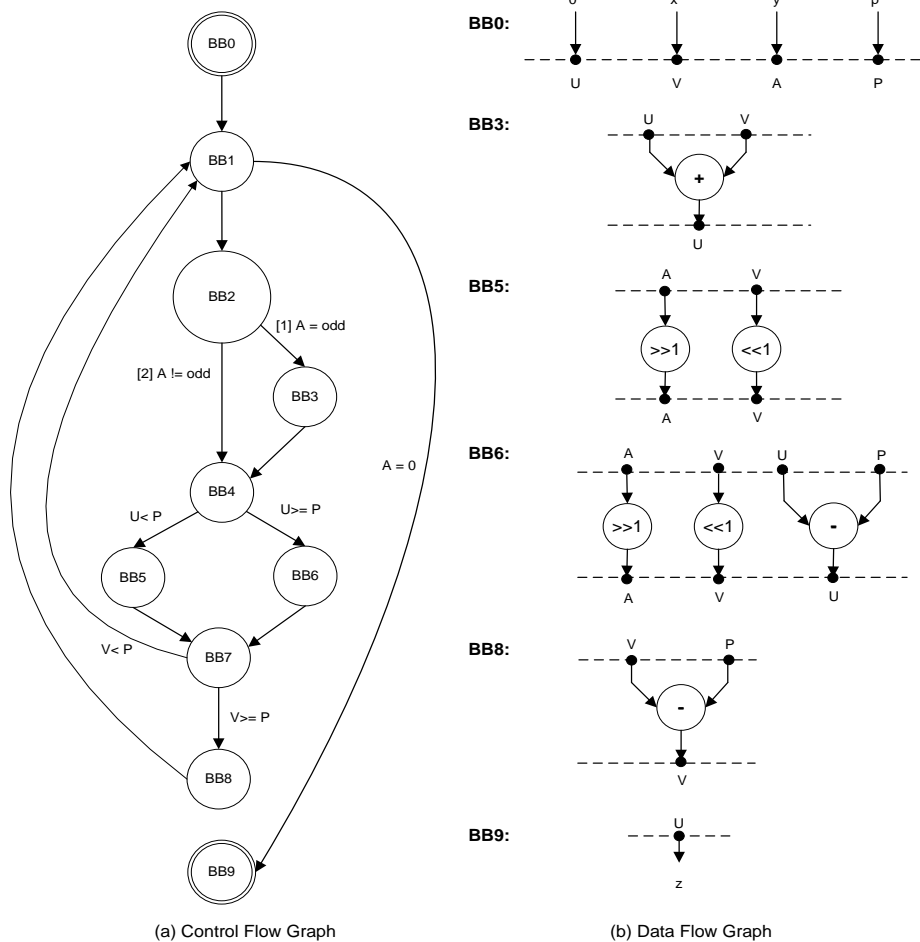 BB0
BB1
BB2
[1] A = odd
[2] A != odd
BB3
A = 0
BB4
U< P
U>= P
BB5
BB6
V< P
BB7
V>= P
BB8
BB9
(a) Control Flow Graph
BB0:
x y
U V A P
BB3:
U V
+
U
BB5:
A V
>>1 <<1
A V
BB6:
A V U P
>>1 <<1 -
A V U
BB8:
V P
-
V
BB9:
U
z
(b) Data Flow Graph